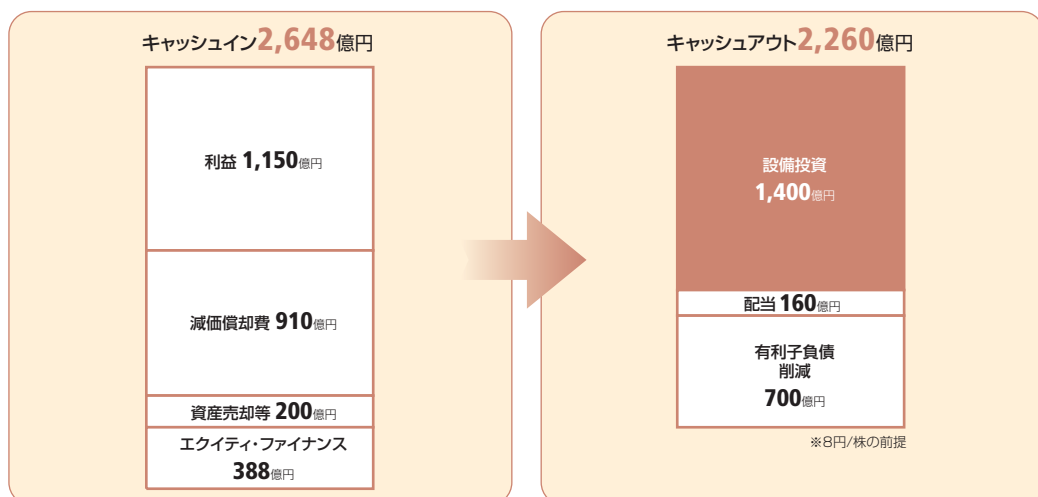 キャッシュイン2,648億円
利益 1,150億円
減価償却費 910億円
資産売却等 200億円
エクイティ・ファイナンス
388億円
キャッシュアウト2,260億円
設備投資
1,400億円
配当 160億円
有利子負債
削減
700億円
※8円/株の前提